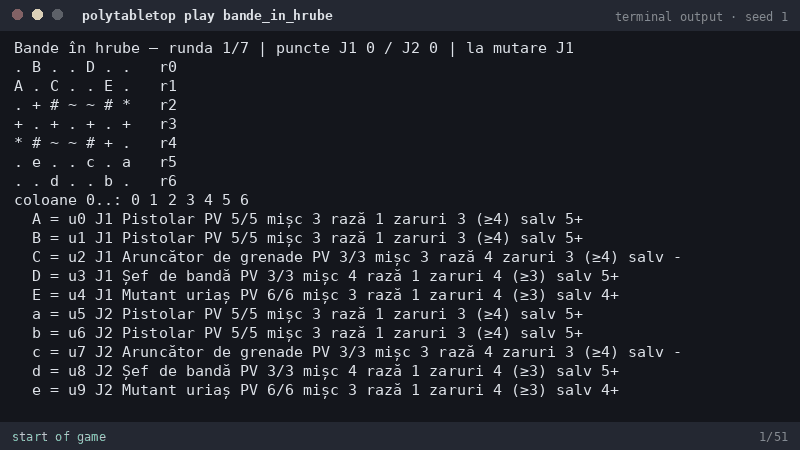 polytabletop play bande_in_hrube
terminal output · seed 1
Bande în hrube — runda 1/7 | puncte J1 0 / J2 0 | la mutare J1
. B . . D . .   r0
A . C . . E .   r1
. + # ~ ~ # *   r2
+ . + . + . +   r3
* # ~ ~ # + .   r4
. e . . c . a   r5
. . d . . b .   r6
coloane 0..: 0 1 2 3 4 5 6
A = u0 J1 Pistolar PV 5/5 mișc 3 rază 1 zaruri 3 (≥4) salv 5+
B = u1 J1 Pistolar PV 5/5 mișc 3 rază 1 zaruri 3 (≥4) salv 5+
C = u2 J1 Aruncător de grenade PV 3/3 mișc 3 rază 4 zaruri 3 (≥4) salv -
D = u3 J1 Șef de bandă PV 3/3 mișc 4 rază 1 zaruri 4 (≥3) salv 5+
E = u4 J1 Mutant uriaș PV 6/6 mișc 3 rază 1 zaruri 4 (≥3) salv 4+
a = u5 J2 Pistolar PV 5/5 mișc 3 rază 1 zaruri 3 (≥4) salv 5+
b = u6 J2 Pistolar PV 5/5 mișc 3 rază 1 zaruri 3 (≥4) salv 5+
c = u7 J2 Aruncător de grenade PV 3/3 mișc 3 rază 4 zaruri 3 (≥4) salv -
d = u8 J2 Șef de bandă PV 3/3 mișc 4 rază 1 zaruri 4 (≥3) salv 5+
e = u9 J2 Mutant uriaș PV 6/6 mișc 3 rază 1 zaruri 4 (≥3) salv 4+
start of game
1/51